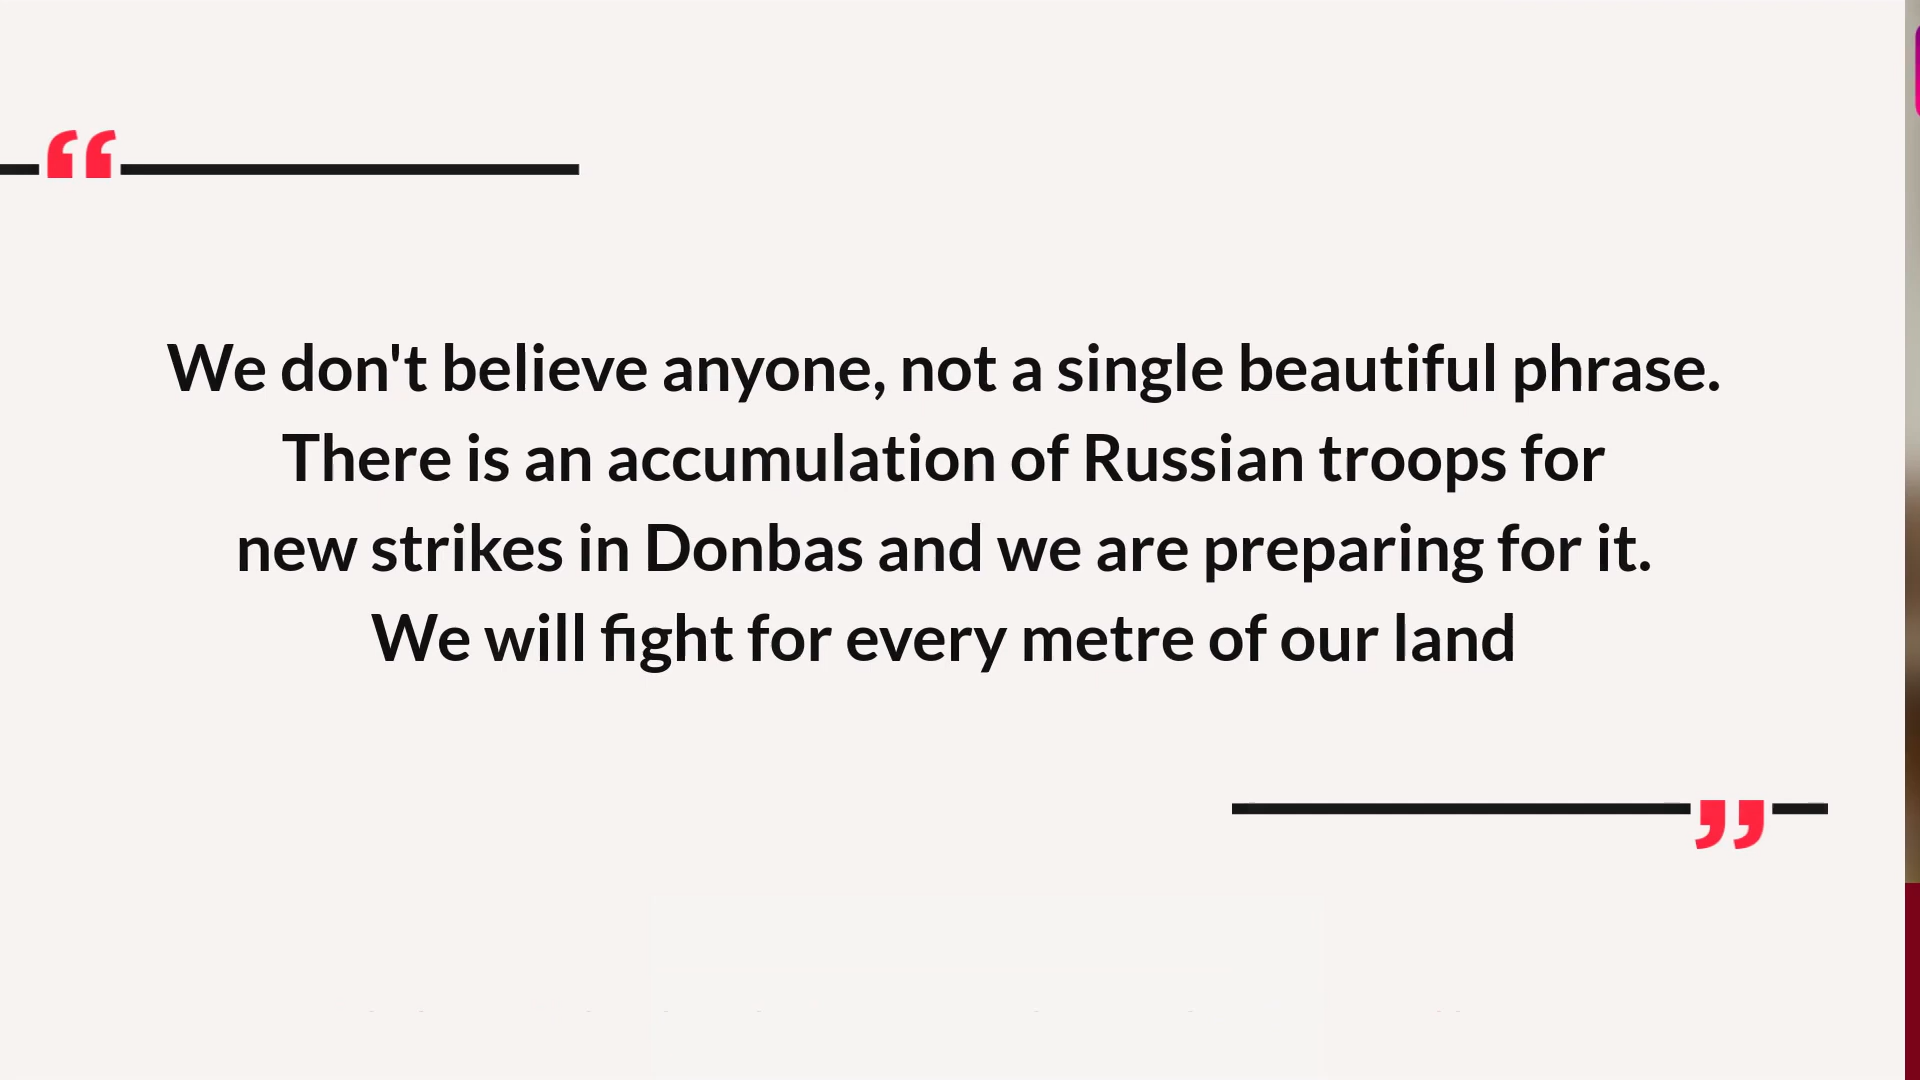 “
We don't believe anyone, not a single beautiful phrase.
There is an accumulation of Russian troops for
new strikes in Donbas and we are preparing for it.
We will fight for every metre of our land
”